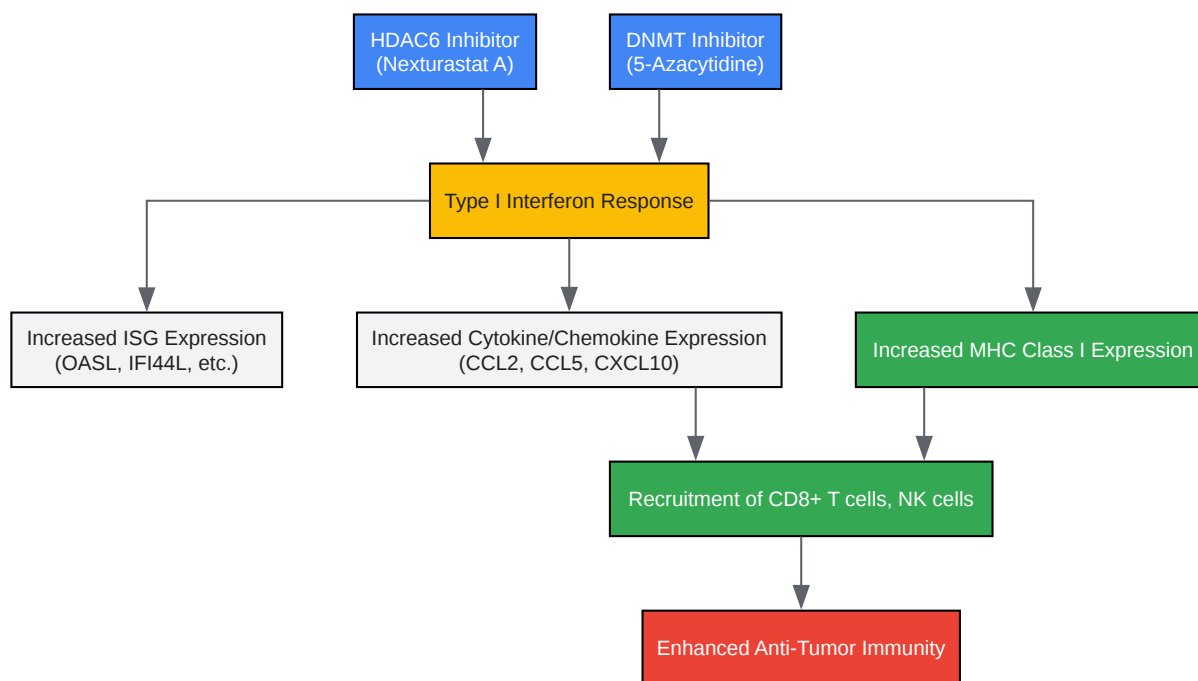 HDAC6 Inhibitor
(Nexturastat A)
DNMT Inhibitor
(5-Azacytidine)
Type I Interferon Response
Increased ISG Expression
(OASL, IFI44L, etc.)
Increased Cytokine/Chemokine Expression
(CCL2, CCL5, CXCL10)
Increased MHC Class I Expression
Recruitment of CD8+ T cells, NK cells
Enhanced Anti-Tumor Immunity